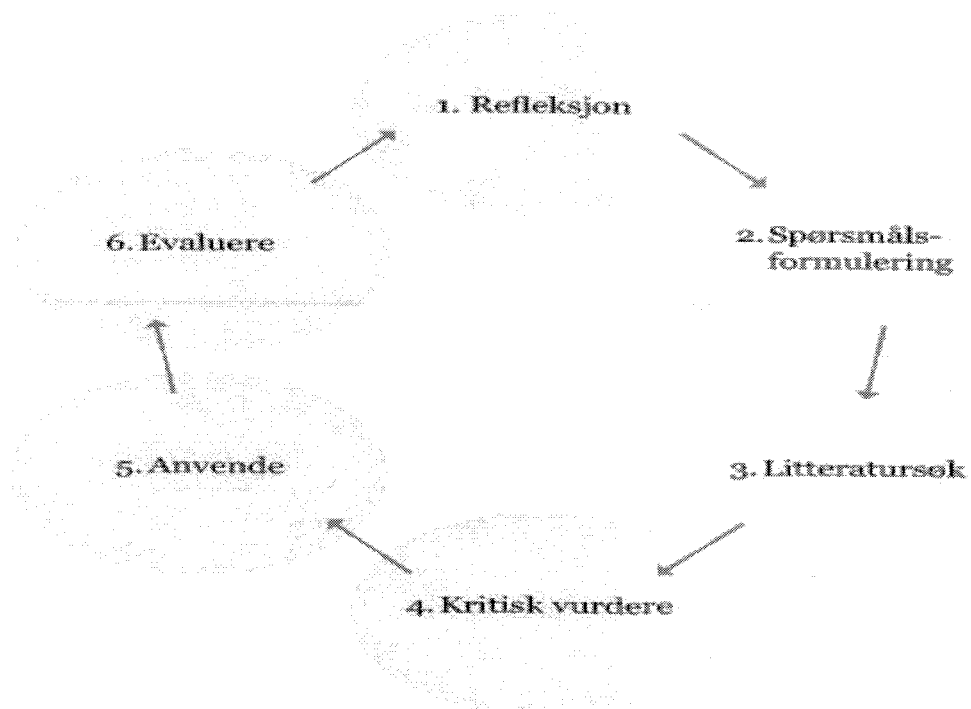 1. Refleksjon
2. Spørsmåls-
formulering
3. Litteratursøk
4. Kritisk vurdere
5. Anvende
6. Evaluere